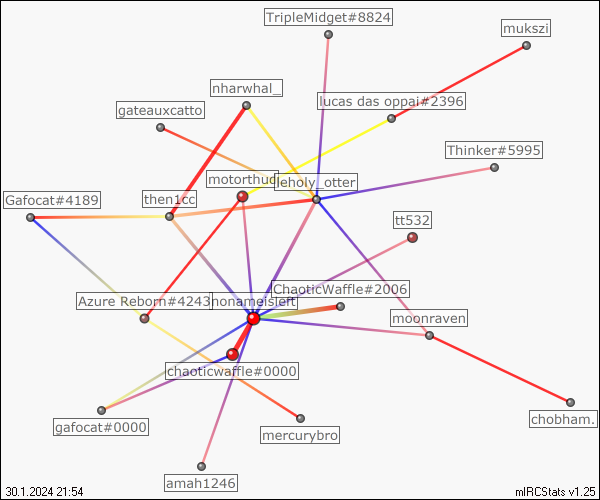 TripleMidget#8824
mukszi
nharwhal_
lucas das oppai#2396
gateauxcatto
Thinker#5995
motorthud
leholy_otter
Gafocat#4189
then1cc
tt532
ChaoticWaffle#2006
Azure Reborn#4243
nonameisleft
moonraven
chaoticwaffle#0000
chobham.
gafocat#0000
mercurybro
amah1246
30.1.2024 21:54
mIRCStats v1.25